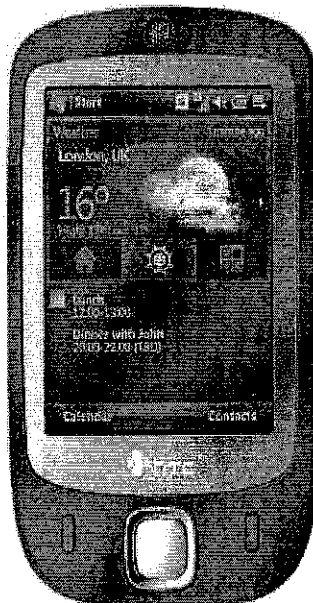 Start
Weather
London, UK
16°
Lunch
12:00-13:00
Dinner with John
20:00-22:00 (TBD)
Calendar
Contacts
htc